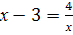 x − 3 = 4/x